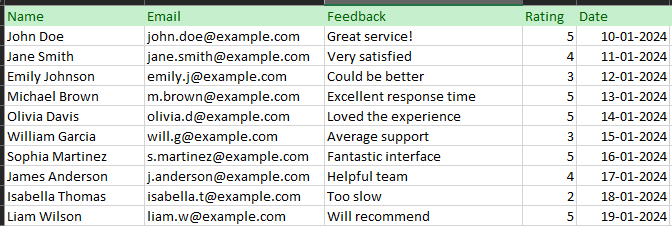 Name Email Feedback Rating Date
John Doe john.doe@example.com Great service! 5 10-01-2024
Jane Smith jane.smith@example.com Very satisfied 4 11-01-2024
Emily Johnson emily.j@example.com Could be better 3 12-01-2024
Michael Brown m.brown@example.com Excellent response time 5 13-01-2024
Olivia Davis olivia.d@example.com Loved the experience 5 14-01-2024
William Garcia will.g@example.com Average support 3 15-01-2024
Sophia Martinez s.martinez@example.com Fantastic interface 5 16-01-2024
James Anderson j.anderson@example.com Helpful team 4 17-01-2024
Isabella Thomas isabella.t@example.com Too slow 2 18-01-2024
Liam Wilson liam.w@example.com Will recommend 5 19-01-2024